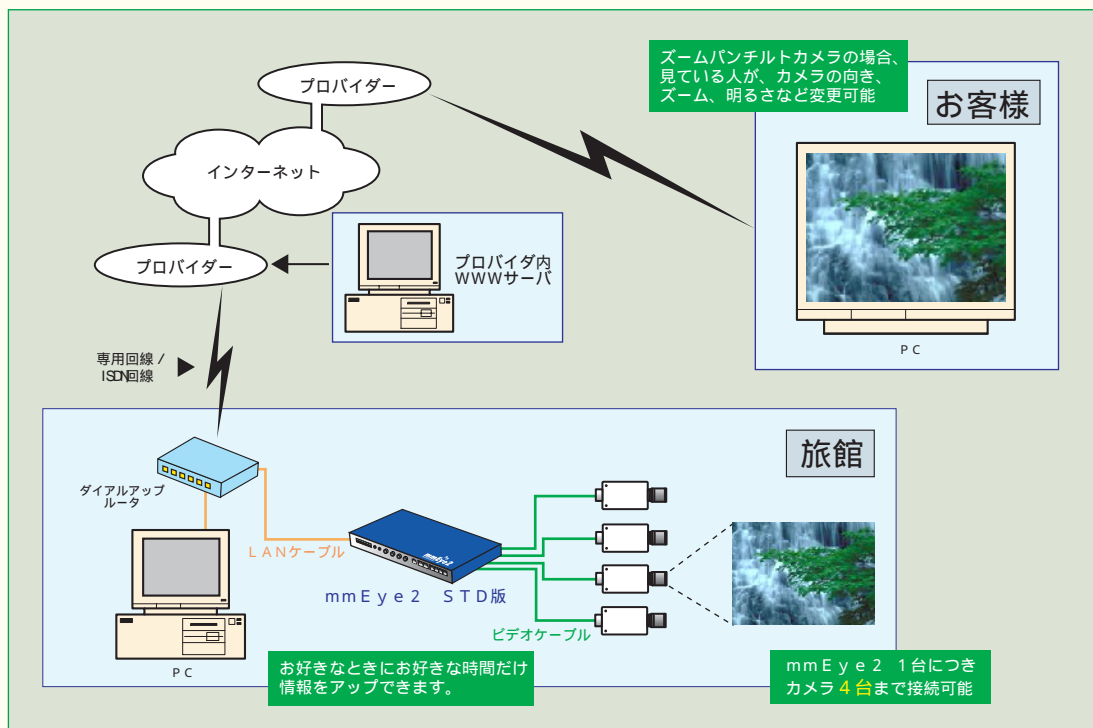 ズームパンチルトカメラの場合、
見ている人が、カメラの向き、
ズーム、明るさなど変更可能
お客様
プロバイダー
インターネット
プロバイダー
プロバイダ内
WWWサーバ
PC
専用回線/
ISDN回線
旅館
ダイアルアップ
ルータ
LANケーブル
mmEye2
mmEye2 STD版
ビデオケーブル
PC
お好きなときにお好きな時間だけ
情報をアップできます。
mmEye2 1台につき
カメラ4台まで接続可能